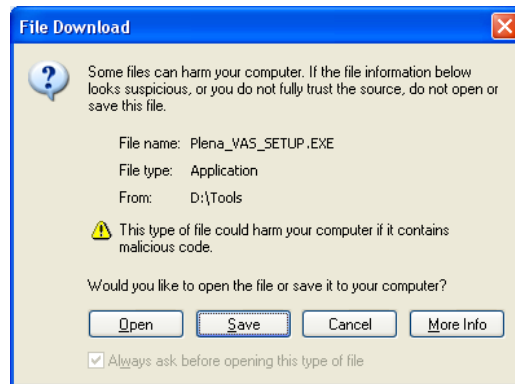 File Download
Some files can harm your computer. If the file information below
looks suspicious, or you do not fully trust the source, do not open or
save this file.
File name: Plena_VAS_SETUP.EXE
File type: Application
From: D:\Tools
This type of file could harm your computer if it contains
malicious code.
Would you like to open the file or save it to your computer?
Open Save Cancel More Info
Always ask before opening this type of file